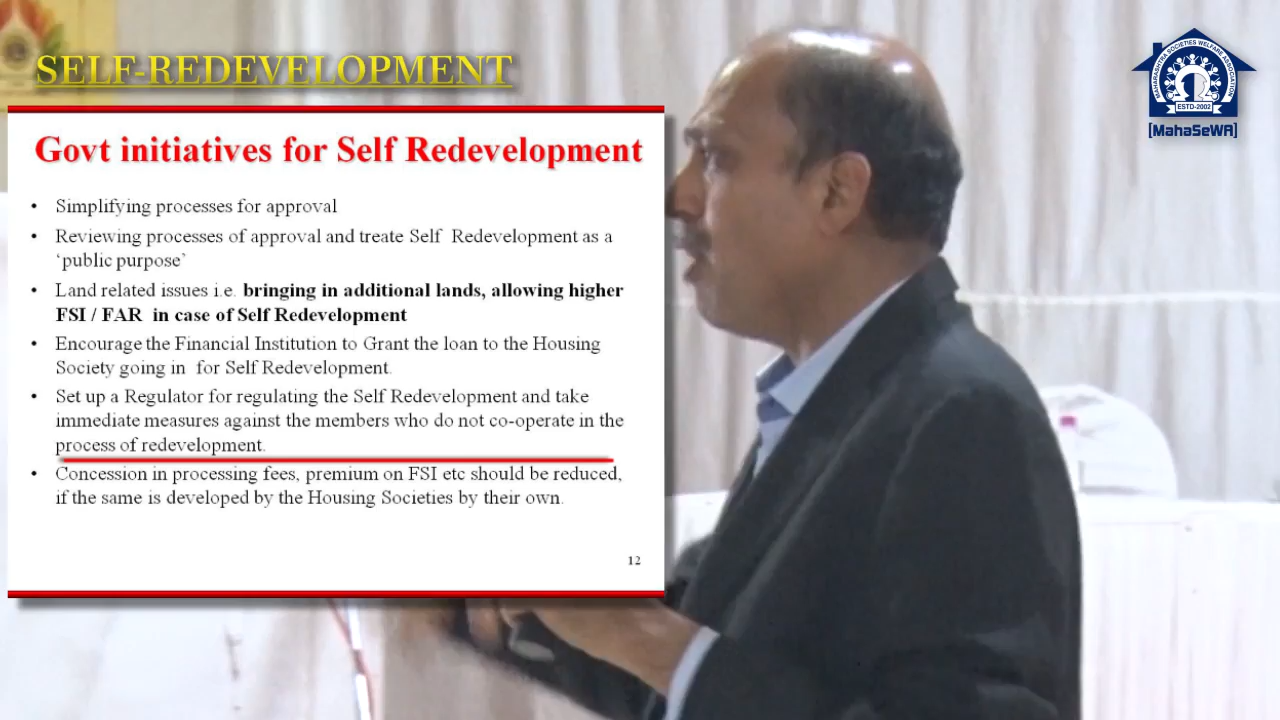 SELF-REDEVELOPMENT
Govt initiatives for Self Redevelopment
• Simplifying processes for approval
• Reviewing processes of approval and treate Self Redevelopment as a
‘public purpose’
• Land related issues i.e. bringing in additional lands, allowing higher
FSI / FAR in case of Self Redevelopment
• Encourage the Financial Institution to Grant the loan to the Housing
Society going in for Self Redevelopment.
• Set up a Regulator for regulating the Self Redevelopment and take
immediate measures against the members who do not co-operate in the
process of redevelopment.
• Concession in processing fees, premium on FSI etc should be reduced,
if the same is developed by the Housing Societies by their own.
12
MAHARASHTRA SOCIETIES WELFARE ASSOCIATION
ESTD-2002
[MahaSeWA]